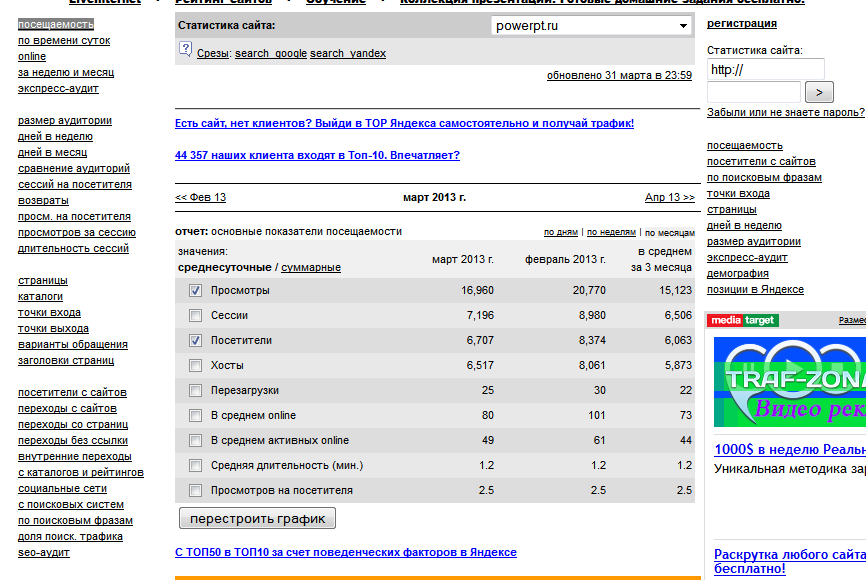 LiveInternet • Рейтинг сайтов • Обучение • Коллекция презентаций. Готовые домашние задания бесплатно.
посещаемость
по времени суток
online
за неделю и месяц
экспресс-аудит
размер аудитории
дней в неделю
дней в месяц
сравнение аудиторий
сессий на посетителя
возвраты
просм. на посетителя
просмотров за сессию
длительность сессий
страницы
каталоги
точки входа
точки выхода
варианты обращения
заголовки страниц
посетители с сайтов
переходы с сайтов
переходы со страниц
переходы без ссылки
внутренние переходы
с каталогов и рейтингов
социальные сети
с поисковых систем
по поисковым фразам
доля поиск. трафика
seo-аудит
Статистика сайта: powerpt.ru
? Срезы: search_google search_yandex
обновлено 31 марта в 23:59
Есть сайт, нет клиентов? Выйди в TOP Яндекса самостоятельно и получай трафик!
44 357 наших клиента входят в Топ-10. Впечатляет?
<< Фев 13 март 2013 г. Апр 13 >>
отчет: основные показатели посещаемости по дням | по неделям | по месяцам
значения:
среднесуточные / суммарные март 2013 г. февраль 2013 г. в среднем за 3 месяца
Просмотры 16,960 20,770 15,123
Сессии 7,196 8,980 6,506
Посетители 6,707 8,374 6,063
Хосты 6,517 8,061 5,873
Перезагрузки 25 30 22
В среднем online 80 101 73
В среднем активных online 49 61 44
Средняя длительность (мин.) 1.2 1.2 1.2
Просмотров на посетителя 2.5 2.5 2.5
перестроить график
С ТОП50 в ТОП10 за счет поведенческих факторов в Яндексе
регистрация
Статистика сайта:
http://
>
Забыли или не знаете пароль?
посещаемость
посетители с сайтов
по поисковым фразам
точки входа
страницы
дней в неделю
размер аудитории
экспресс-аудит
демография
позиции в Яндексе
media target Размес
TRAF-ZONA
Видео рек
1000$ в неделю Реальн
Уникальная методика зар
Раскрутка любого сайта
бесплатно!